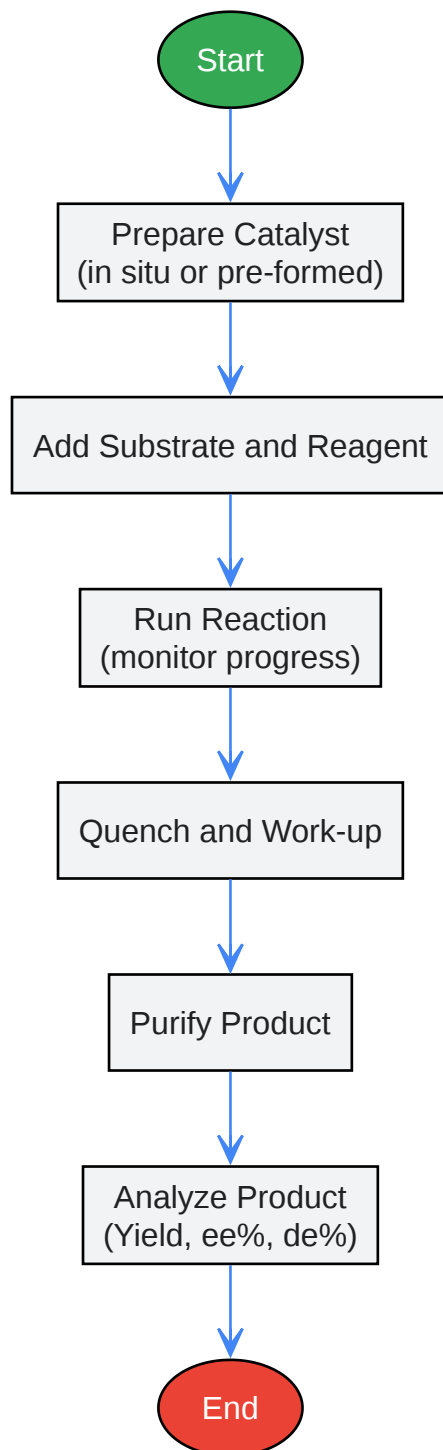 Start
Prepare Catalyst
(in situ or pre-formed)
Add Substrate and Reagent
Run Reaction
(monitor progress)
Quench and Work-up
Purify Product
Analyze Product
(Yield, ee%, de%)
End